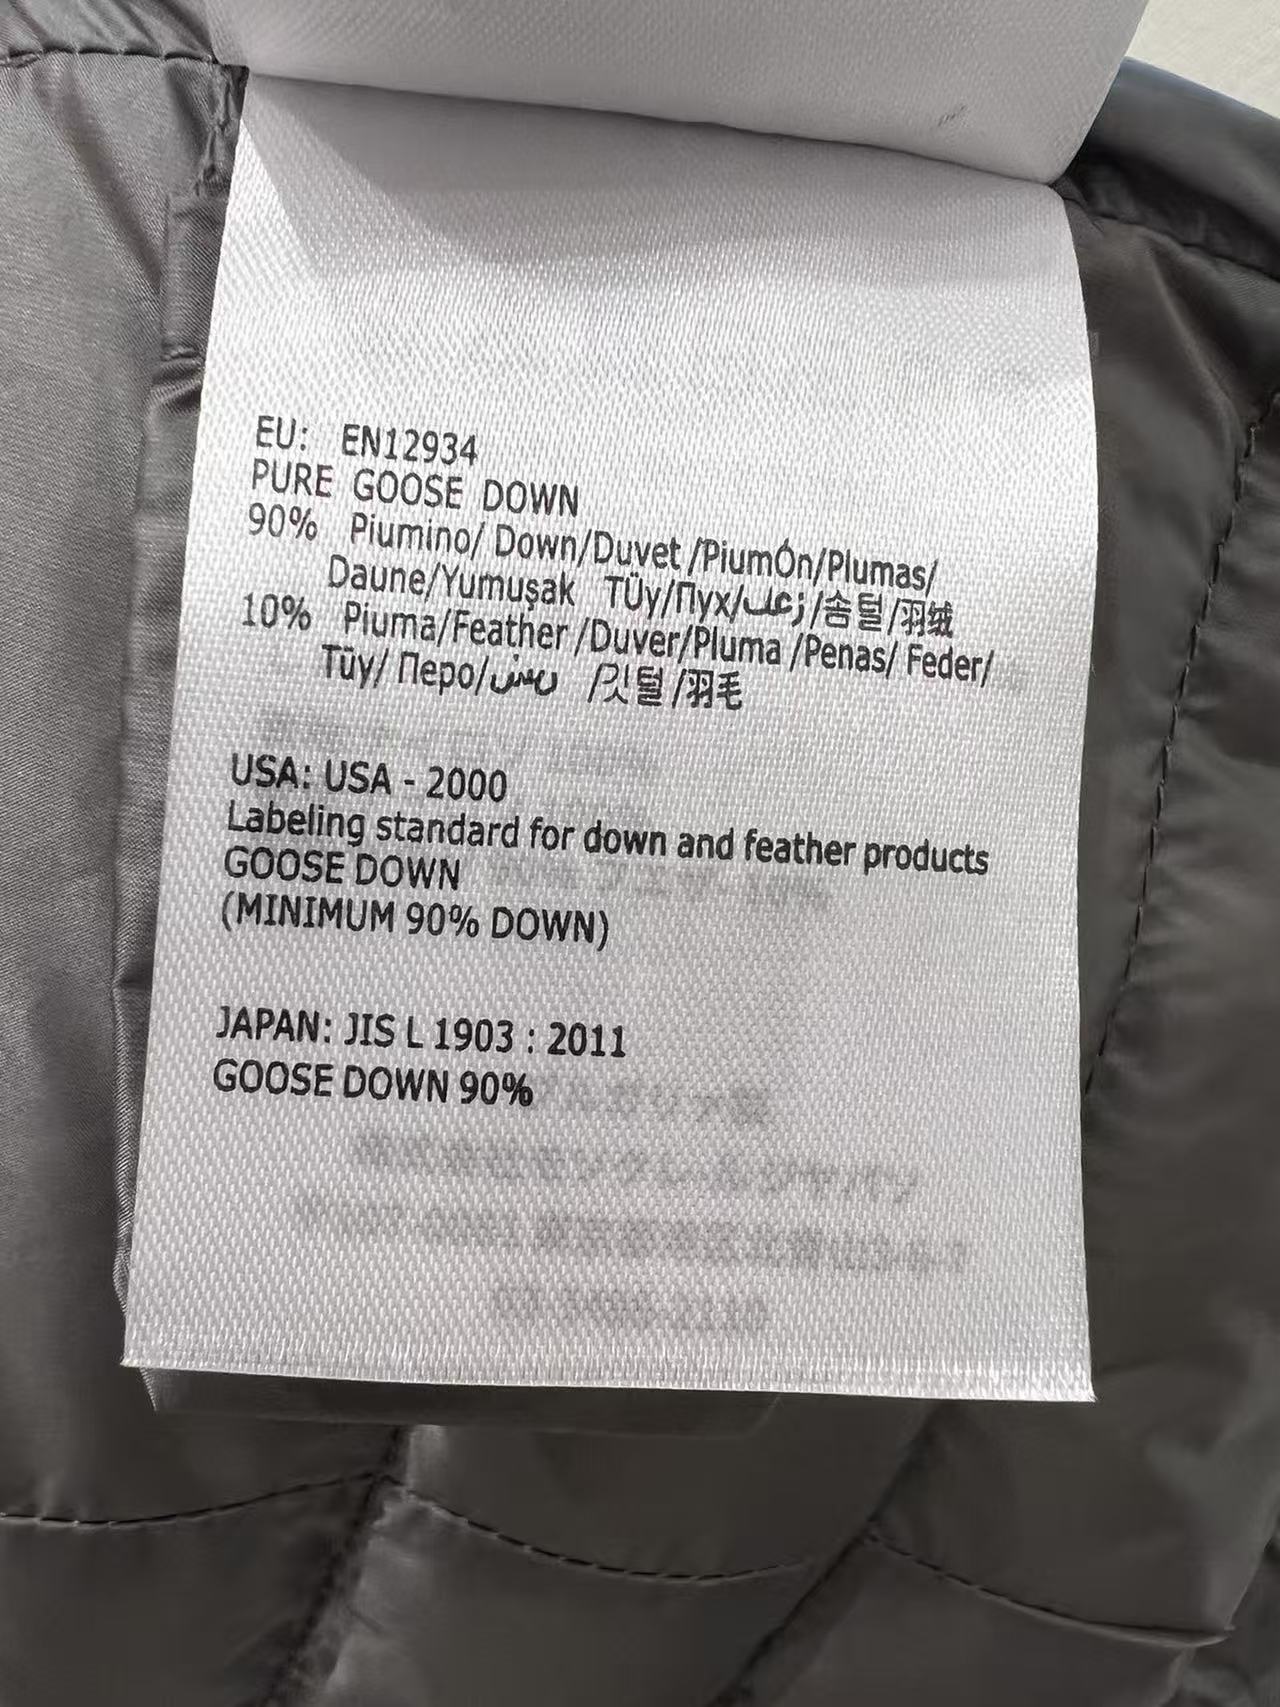 EU: EN12934
PURE GOOSE DOWN
90% Piumino/ Down/Duvet /PiumÓn/Plumas/
Daune/Yumuşak TÜy/Пух/زغب/솜털/羽绒
10% Piuma/Feather /Duver/Pluma /Penas/ Feder/
Tüy/ Перо/ /깃털/羽毛
USA: USA - 2000
Labeling standard for down and feather products
GOOSE DOWN
(MINIMUM 90% DOWN)
JAPAN: JIS L 1903 : 2011
GOOSE DOWN 90%